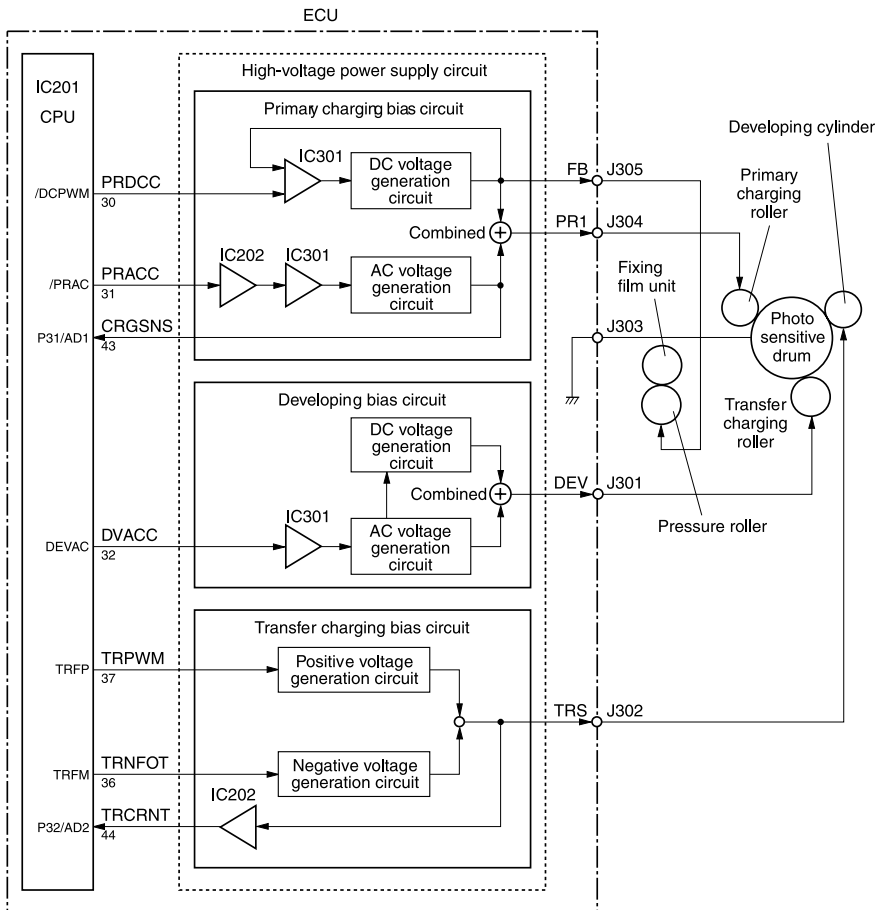 ECU
IC201
CPU
High-voltage power supply circuit
Primary charging bias circuit
IC301
DC voltage
generation
circuit
/DCPWM
PRDCC
30
FB
J305
Combined
PR1
J304
IC202
IC301
AC voltage
generation
circuit
/PRAC
PRACC
31
P31/AD1
CRGSNS
43
J303
Developing cylinder
Primary
charging
roller
Fixing
film unit
Photo
sensitive
drum
Transfer
charging
roller
Pressure roller
Developing bias circuit
DC voltage
generation
circuit
Combined
DEV
J301
IC301
AC voltage
generation
circuit
DEVAC
DVACC
32
Transfer charging bias circuit
TRFP
TRPWM
37
Positive voltage
generation circuit
TRS
J302
TRFM
TRNFOT
36
Negative voltage
generation circuit
IC202
P32/AD2
TRCRNT
44